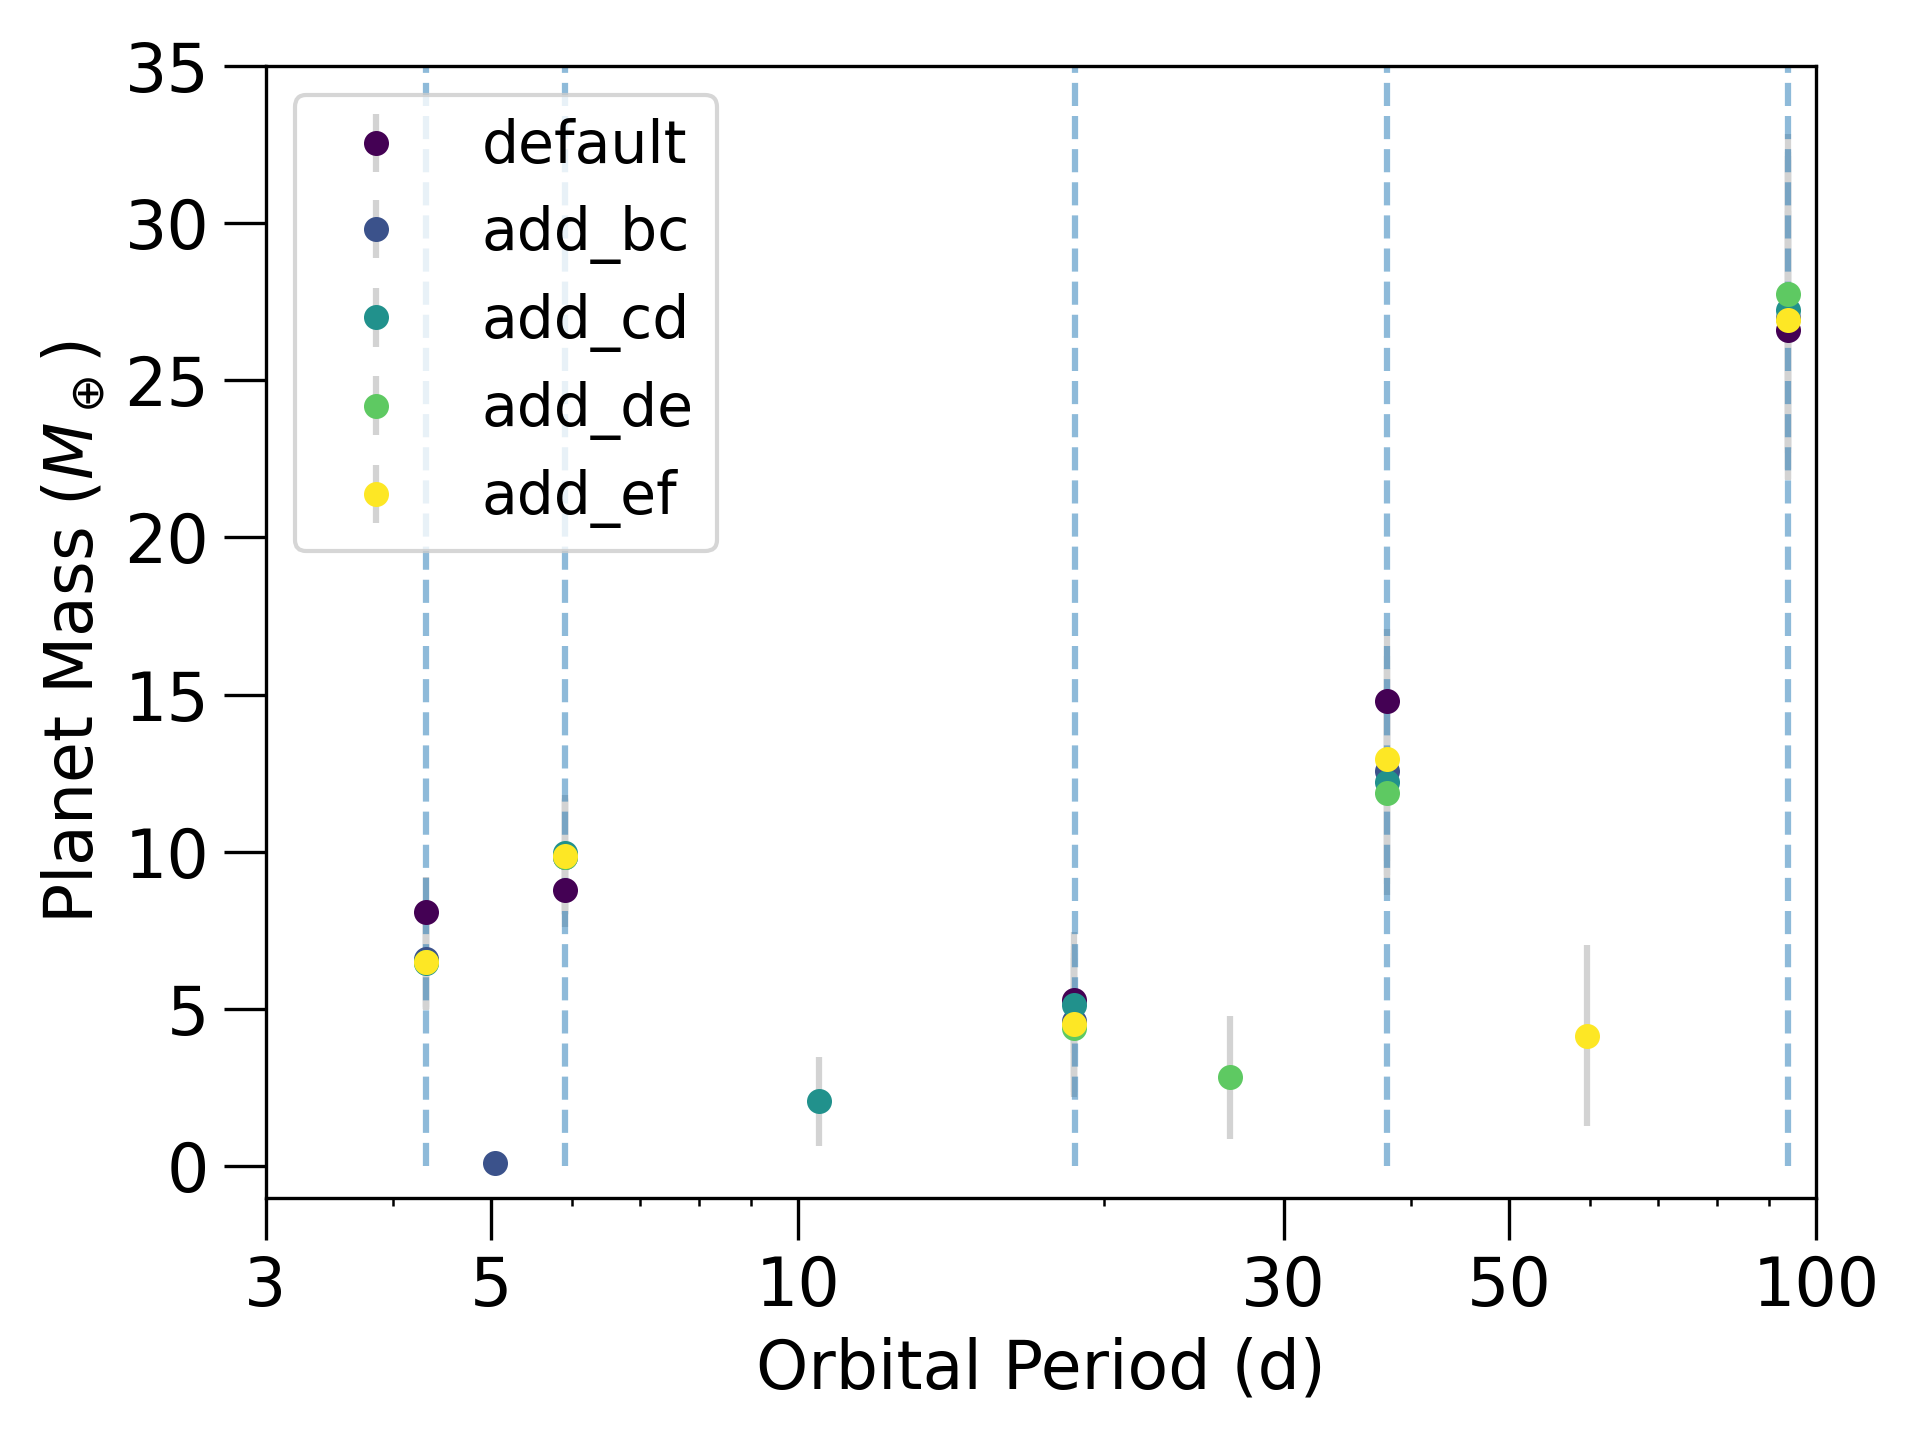 35
30
25
20
15
10
5
0
Planet Mass (M⊕)
default
add_bc
add_cd
add_de
add_ef
3 5 10 30 50 100
Orbital Period (d)